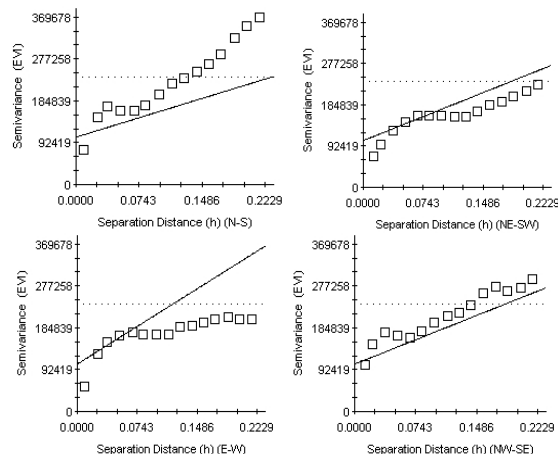 369678
277258
184839
92419
0
Semivariance (EVI)
0.0000 0.0743 0.1486 0.2229
Separation Distance (h) (N-S)
369678
277258
184839
92419
0
Semivariance (EVI)
0.0000 0.0743 0.1486 0.2229
Separation Distance (h) (NE-SW)
369678
277258
184839
92419
0
Semivariance (EVI)
0.0000 0.0743 0.1486 0.2229
Separation Distance (h) (E-W)
369678
277258
184839
92419
0
Semivariance (EVI)
0.0000 0.0743 0.1486 0.2229
Separation Distance (h) (NW-SE)